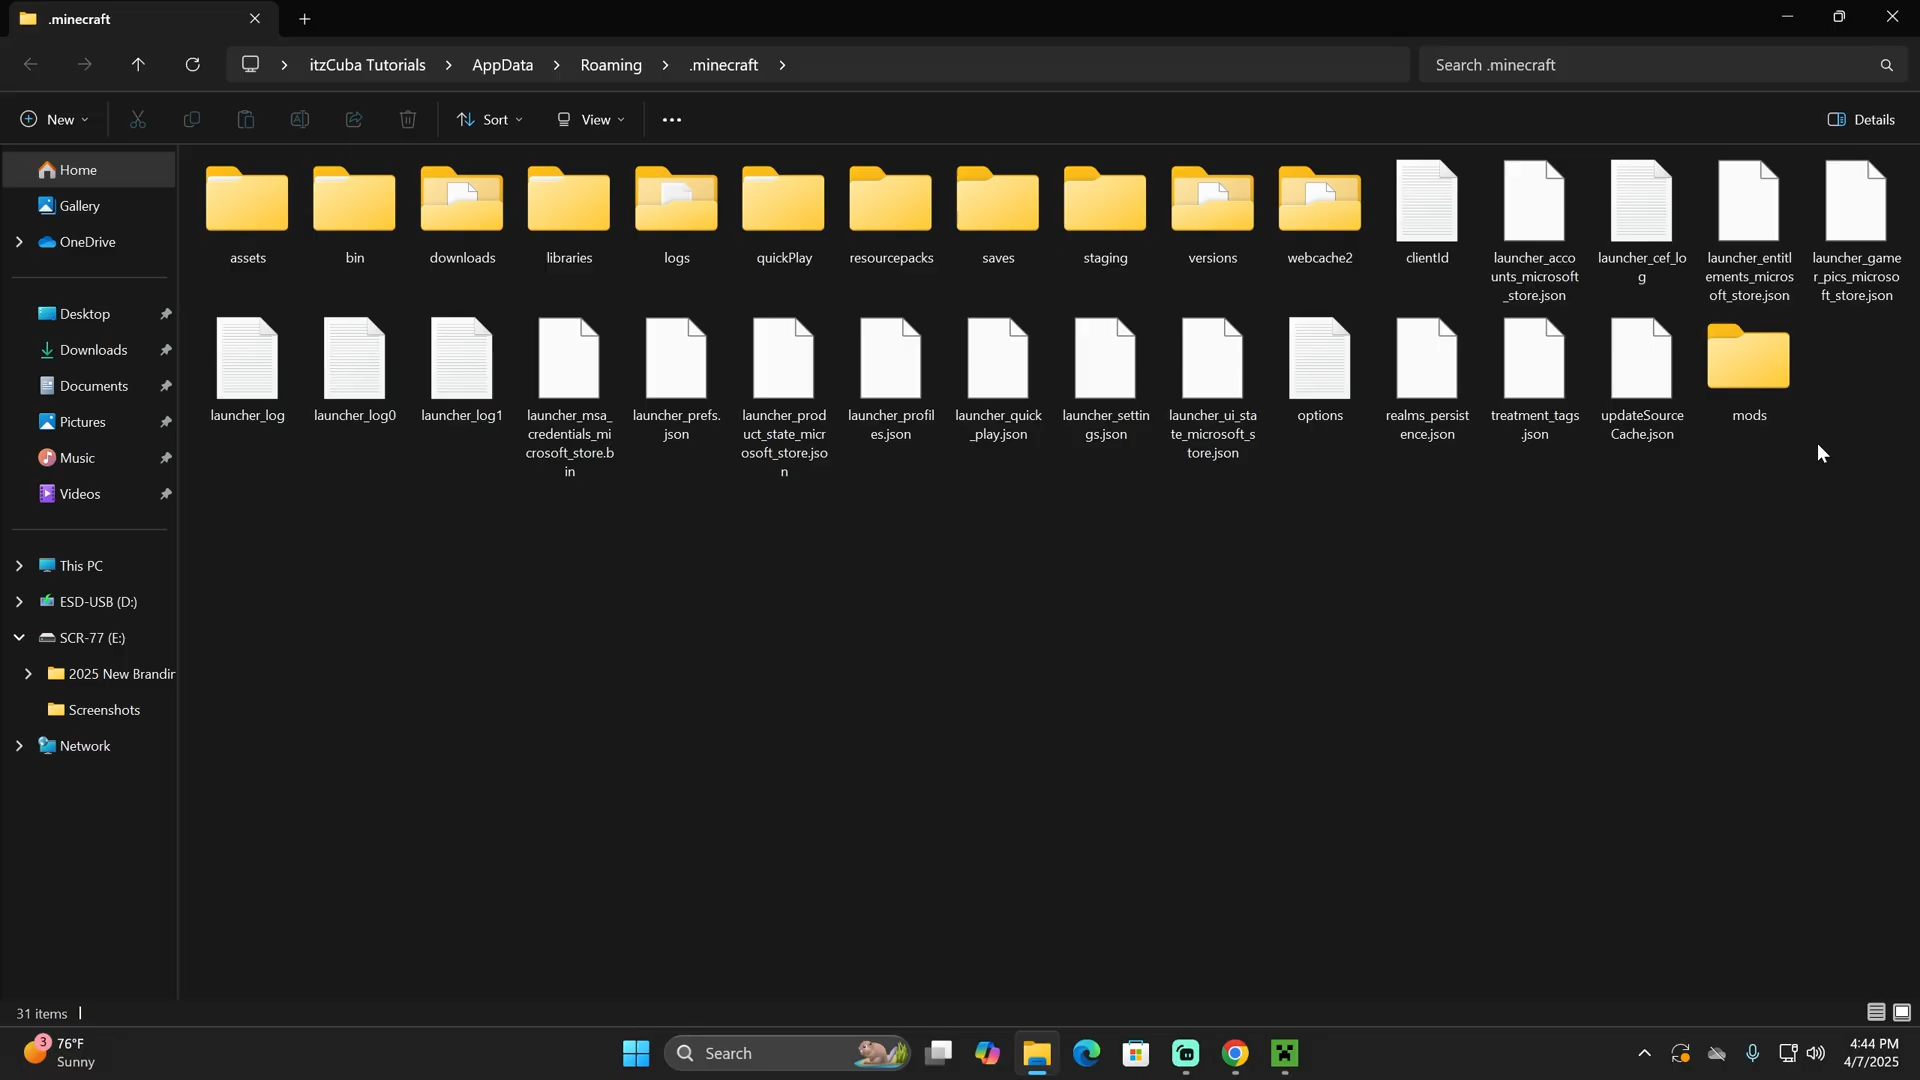 .minecraft
itzCuba Tutorials
AppData
Roaming
.minecraft
Search .minecraft
New
Sort
View
Details
Home
Gallery
OneDrive
Desktop
Downloads
Documents
Pictures
Music
Videos
This PC
ESD-USB (D:)
SCR-77 (E:)
2025 New Brandin
Screenshots
Network
assets
bin
downloads
libraries
logs
quickPlay
resourcepacks
saves
staging
versions
webcache2
clientId
launcher_acco
unts_microsoft
_store.json
launcher_cef_lo
g
launcher_entitl
ements_micros
oft_store.json
launcher_game
r_pics_microso
ft_store.json
launcher_log
launcher_log0
launcher_log1
launcher_msa_
credentials_mi
crosoft_store.b
in
launcher_prefs.
json
launcher_prod
uct_state_micr
osoft_store.jso
n
launcher_profil
es.json
launcher_quick
_play.json
launcher_settin
gs.json
launcher_ui_sta
te_microsoft_s
tore.json
options
realms_persist
ence.json
treatment_tags
.json
updateSource
Cache.json
mods
31 items
3
76°F
Sunny
Search
4:44 PM
4/7/2025